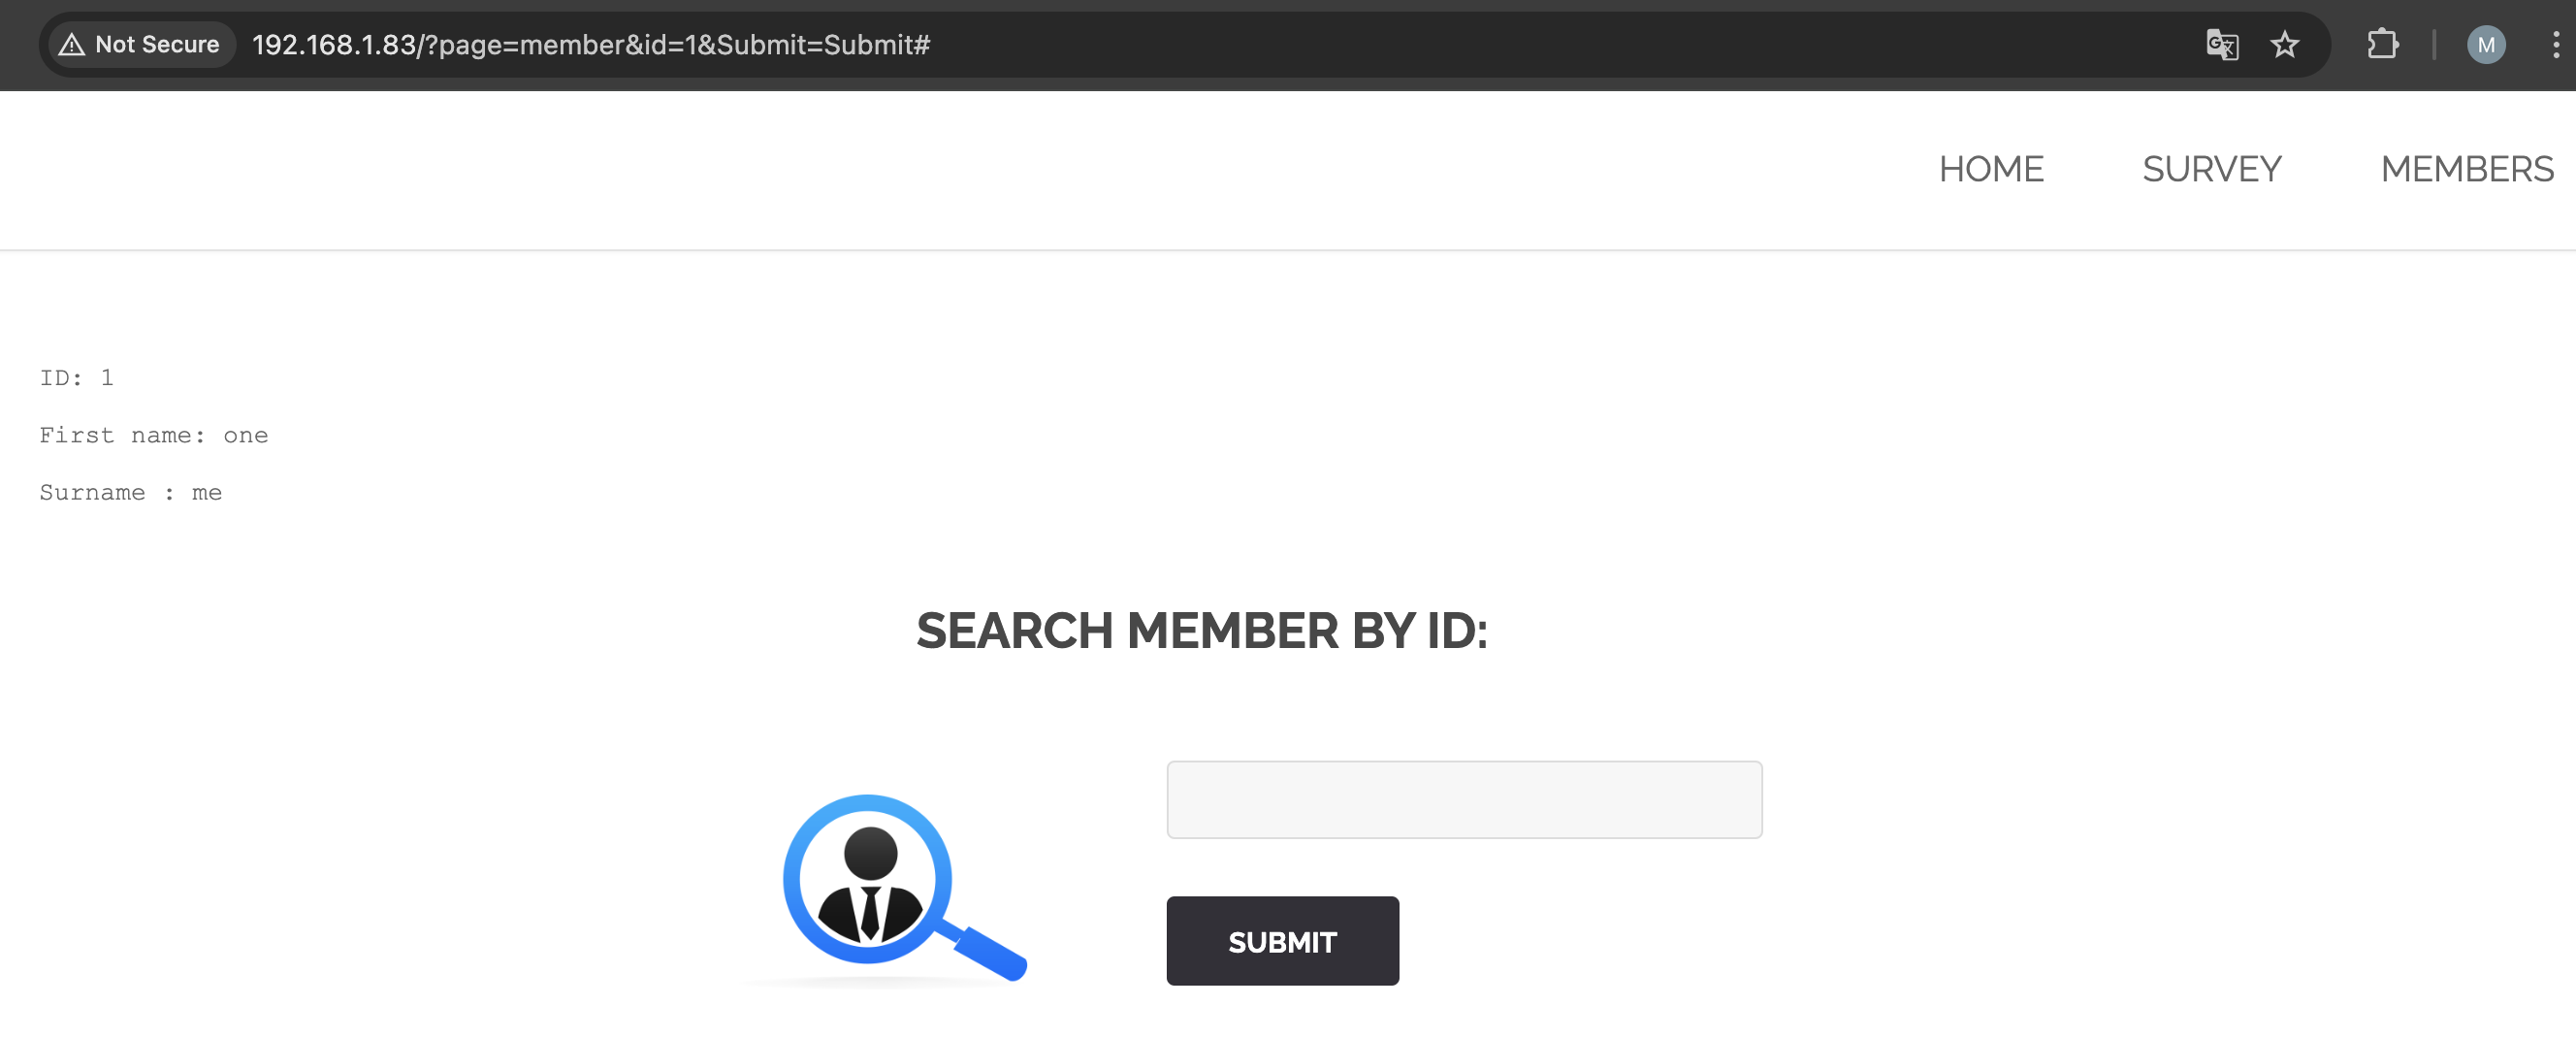 Not Secure 192.168.1.83/?page=member&id=1&Submit=Submit# M
HOME SURVEY MEMBERS
ID: 1
First name: one
Surname : me
SEARCH MEMBER BY ID:
SUBMIT